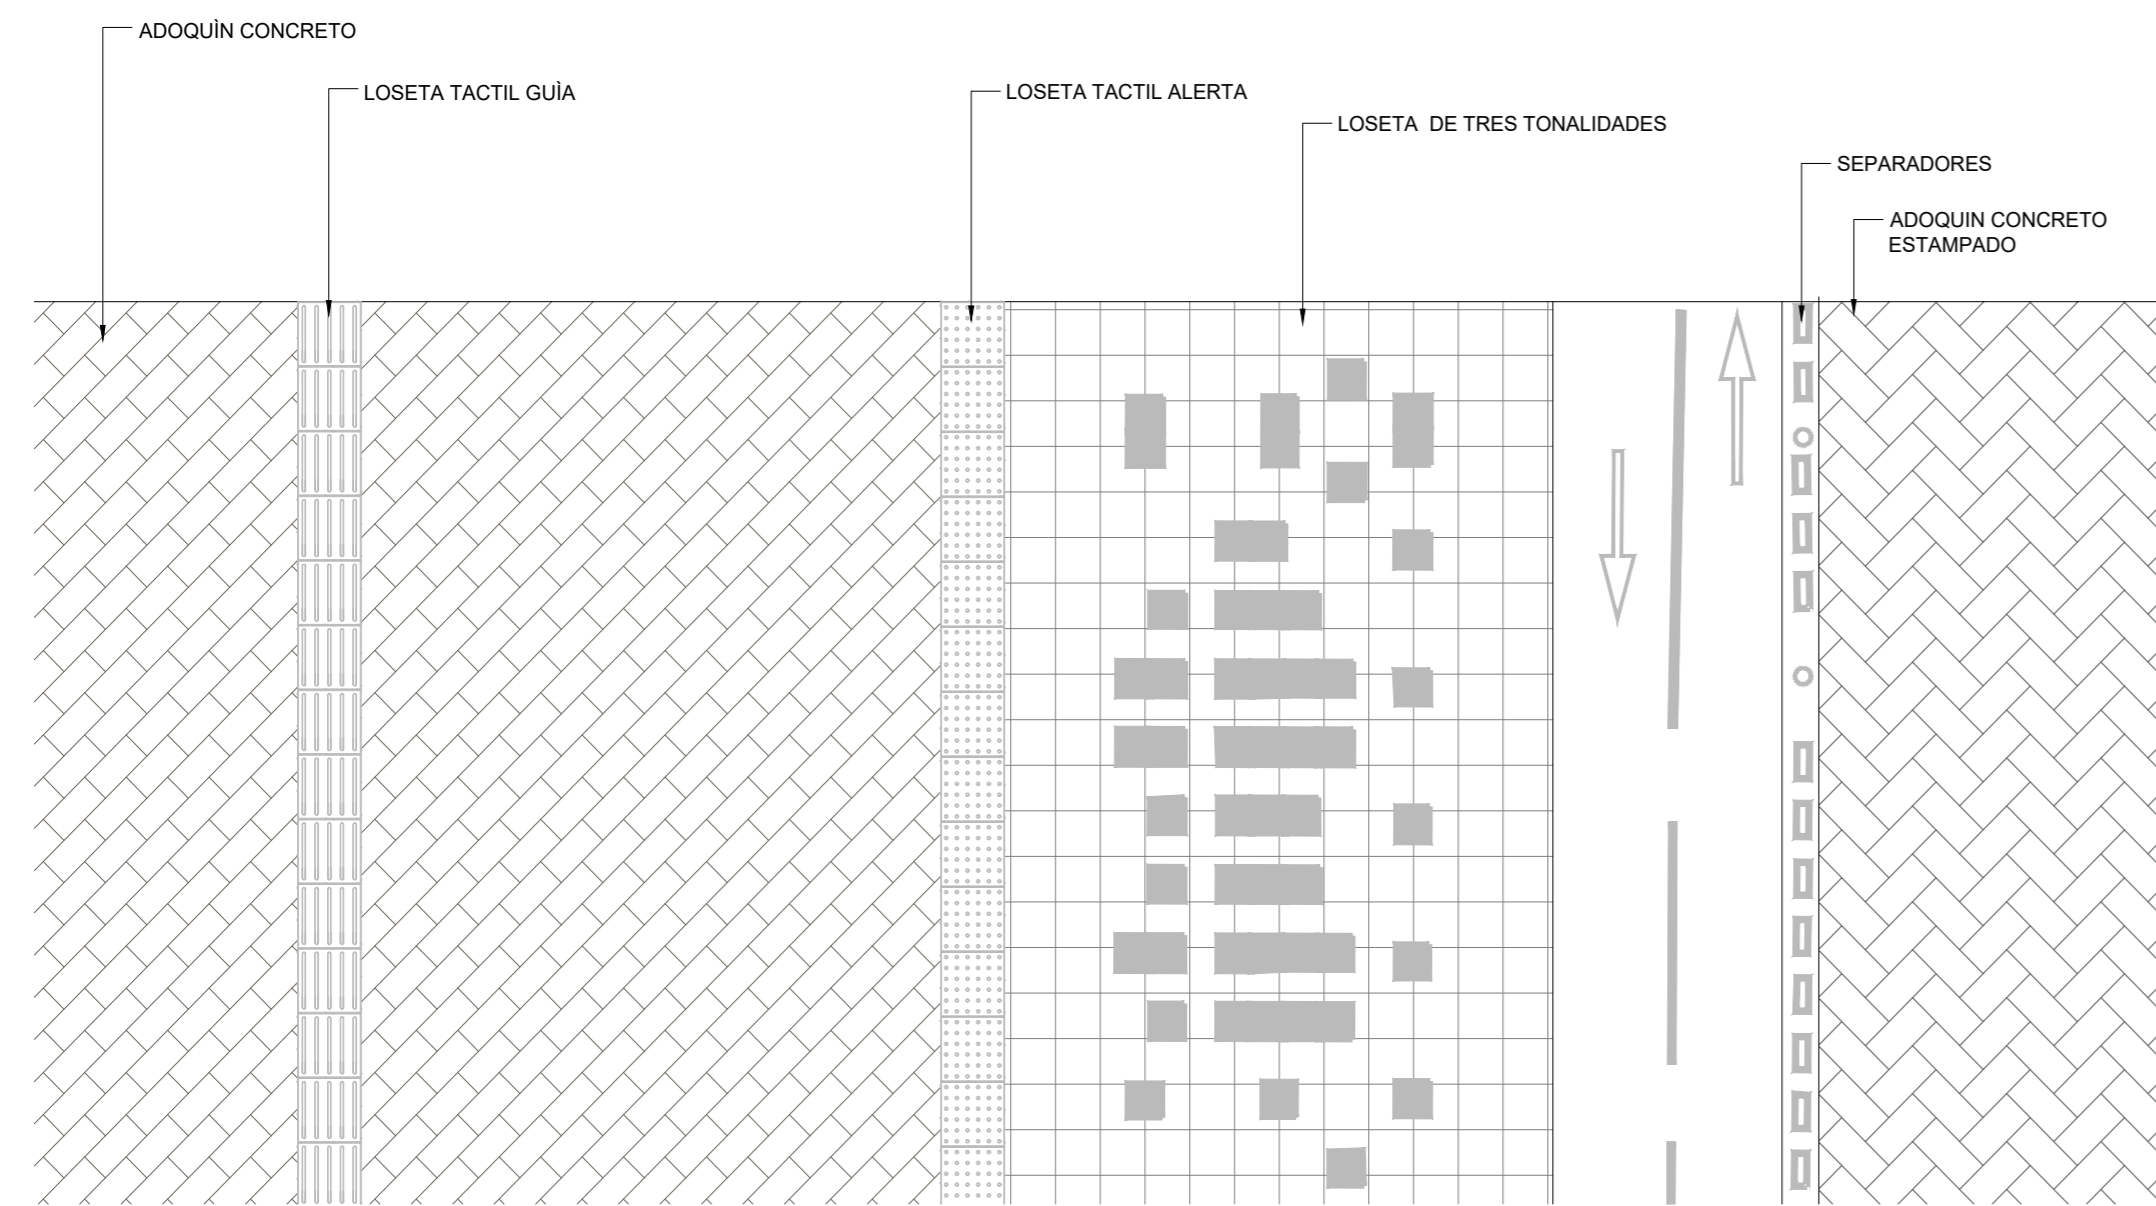 ADOQUÌN CONCRETO
LOSETA TACTIL GUÌA
LOSETA TACTIL ALERTA
LOSETA  DE TRES TONALIDADES
SEPARADORES
ADOQUIN CONCRETO
ESTAMPADO